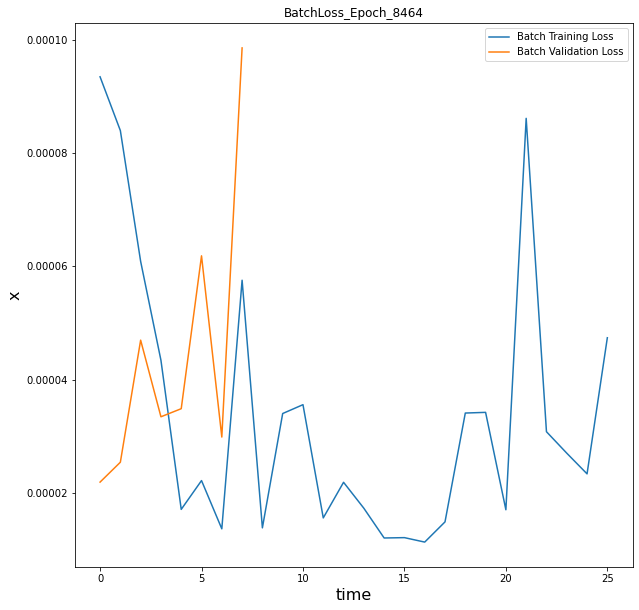 BatchLoss_Epoch_8464
Batch Training Loss
Batch Validation Loss
0.00010
0.00008
0.00006
0.00004
0.00002
x
0 5 10 15 20 25
time